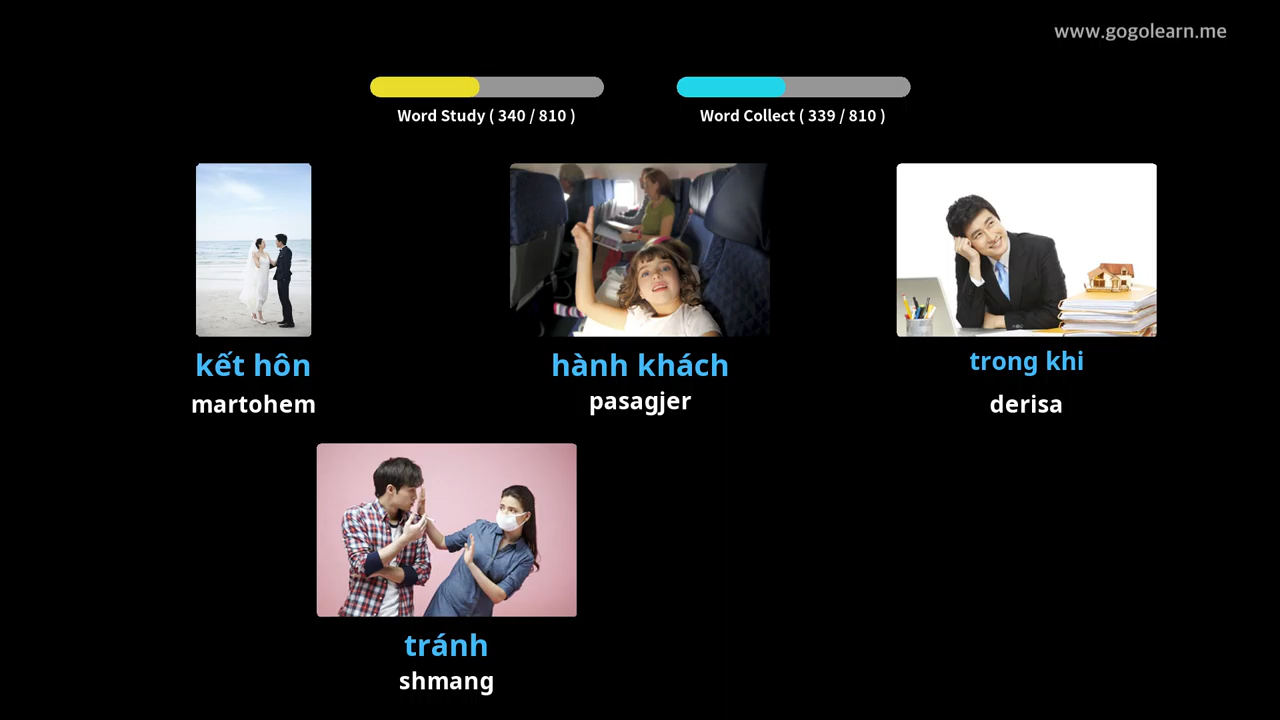 www.gogolearn.me
Word Study ( 340 / 810 )
Word Collect ( 339 / 810 )
kết hôn
martohem
hành khách
pasagjer
trong khi
derisa
tránh
shmang